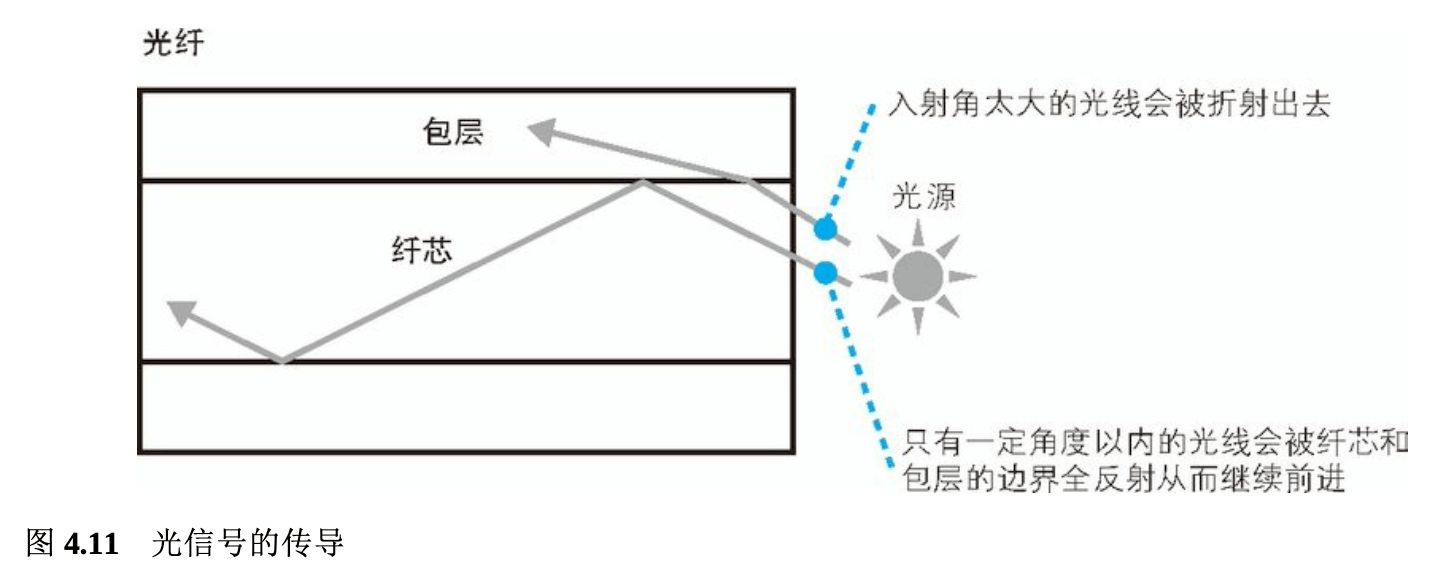 光纤
入射角太大的光线会被折射出去
包层
光源
纤芯
只有一定角度以内的光线会被纤芯和
包层的边界全反射从而继续前进
图 4.11 光信号的传导